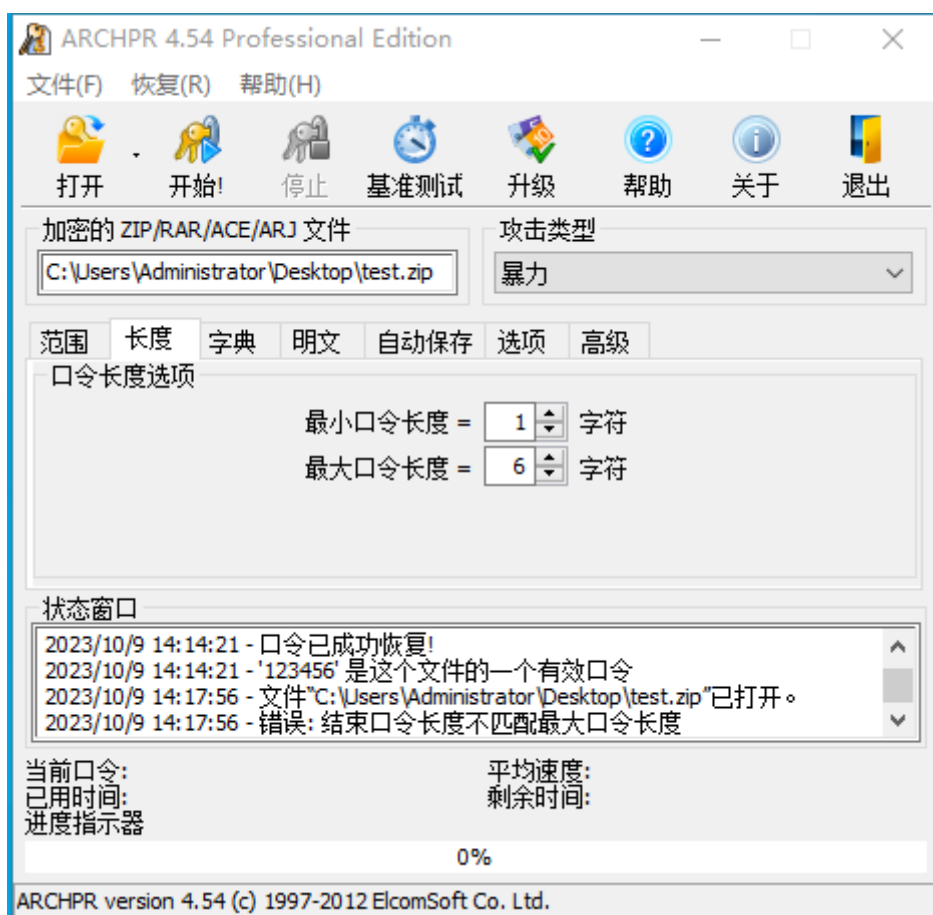 ARCHPR 4.54 Professional Edition
文件(F) 恢复(R) 帮助(H)
打开 开始! 停止 基准测试 升级 帮助 关于 退出
加密的 ZIP/RAR/ACE/ARJ 文件 攻击类型
C:\Users\Administrator\Desktop\test.zip 暴力
范围 长度 字典 明文 自动保存 选项 高级
口令长度选项
最小口令长度 = 1 字符
最大口令长度 = 6 字符
状态窗口
2023/10/9 14:14:21 - 口令已成功恢复!
2023/10/9 14:14:21 - '123456' 是这个文件的一个有效口令
2023/10/9 14:17:56 - 文件"C:\Users\Administrator\Desktop\test.zip"已打开。
2023/10/9 14:17:56 - 错误: 结束口令长度不匹配最大口令长度
当前口令: 平均速度:
已用时间: 剩余时间:
进度指示器
0%
ARCHPR version 4.54 (c) 1997-2012 ElcomSoft Co. Ltd.